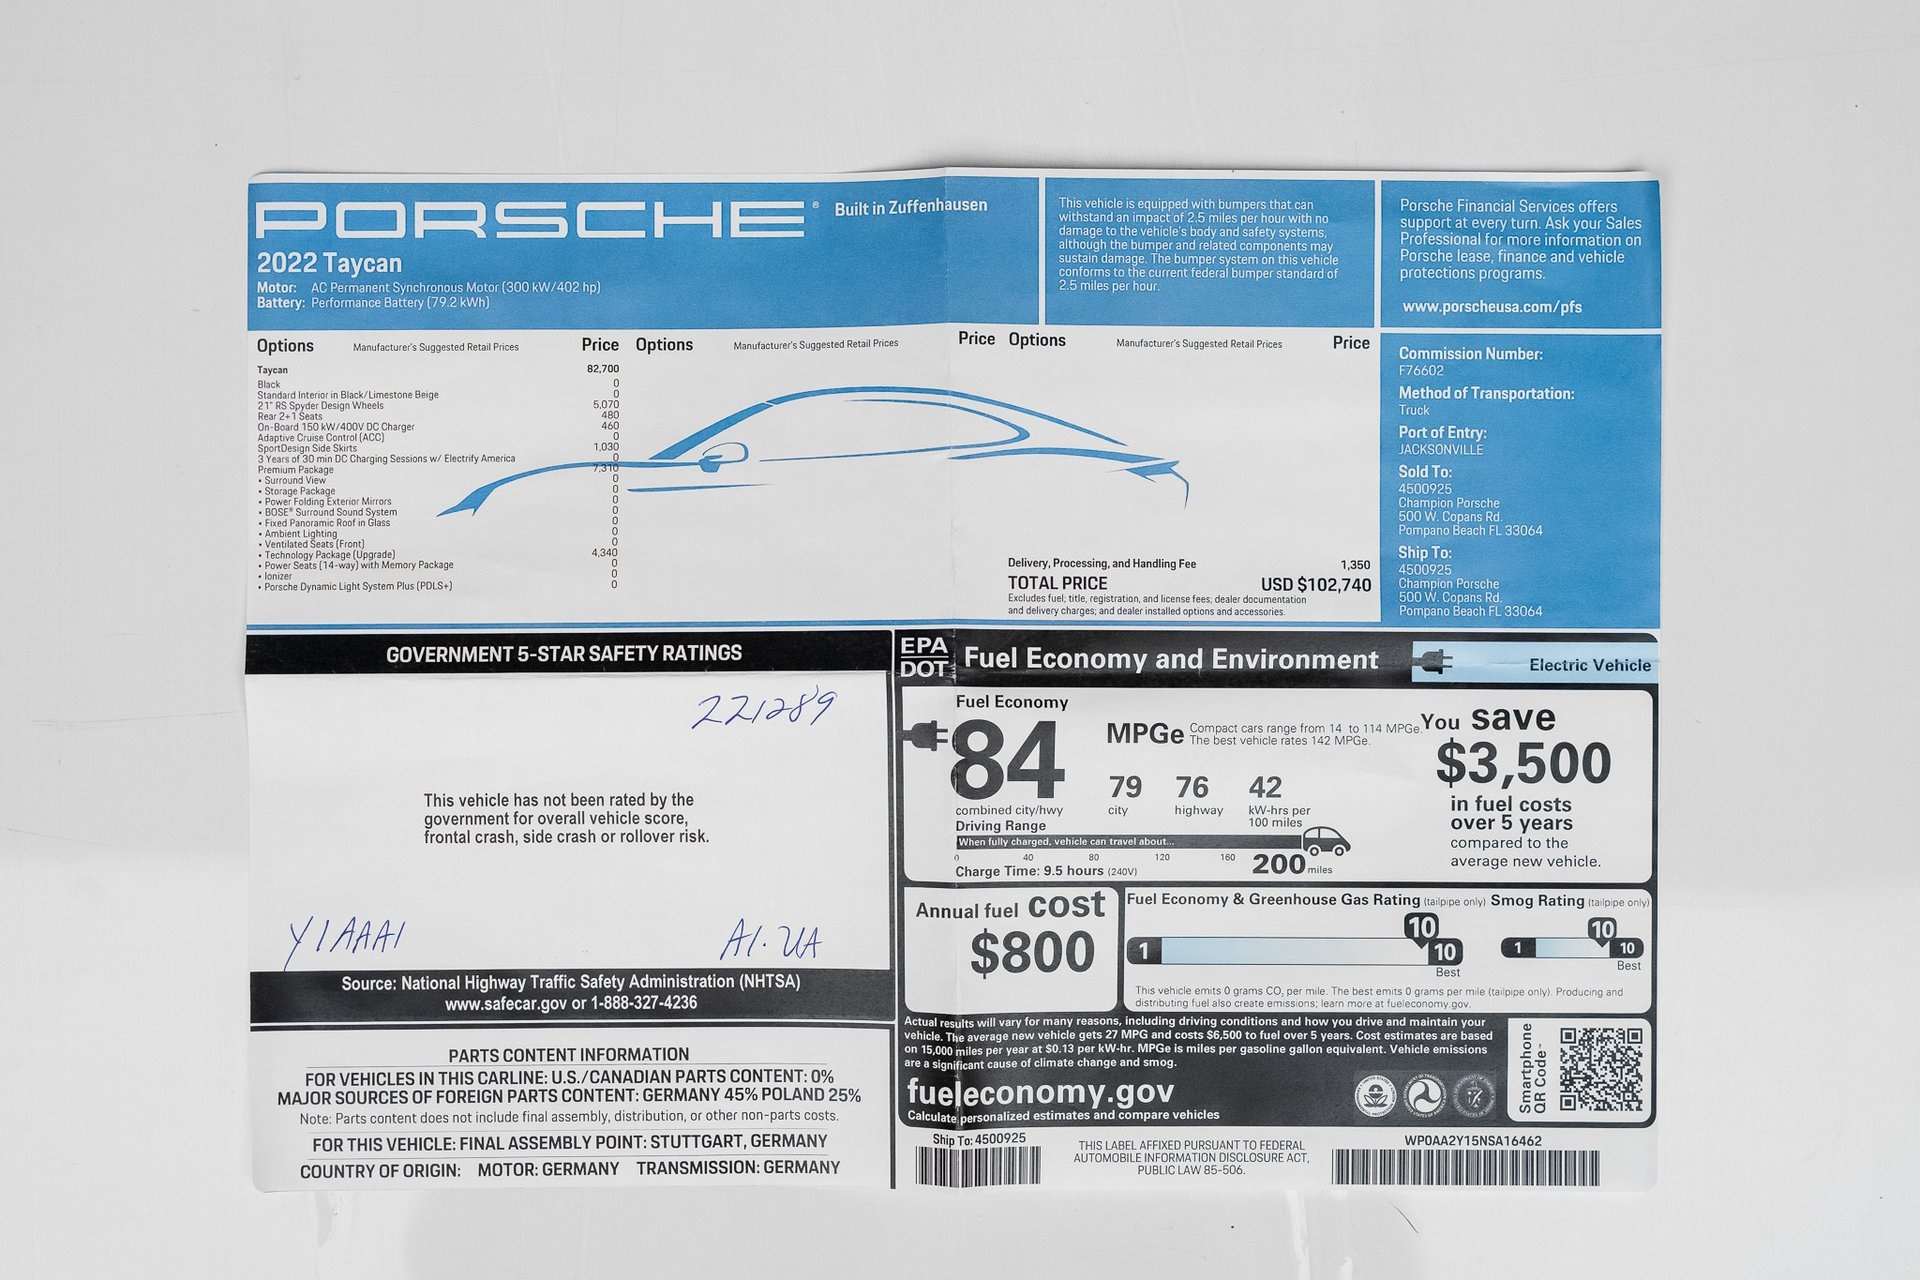 PORSCHE® Built in Zuffenhausen
2022 Taycan
Motor: AC Permanent Synchronous Motor (300 kW/402 hp)
Battery: Performance Battery (79.2 kWh)
This vehicle is equipped with bumpers that can
withstand an impact of 2.5 miles per hour with no
damage to the vehicle's body and safety systems,
although the bumper and related components may
sustain damage. The bumper system on this vehicle
conforms to the current federal bumper standard of
2.5 miles per hour.
Porsche Financial Services offers
support at every turn. Ask your Sales
Professional for more information on
Porsche lease, finance and vehicle
protections programs.
www.porscheusa.com/pfs
Options Manufacturer's Suggested Retail Prices Price Options Manufacturer's Suggested Retail Prices Price Options Manufacturer's Suggested Retail Prices Price
Taycan 82,700
Black 0
Standard Interior in Black/Limestone Beige 0
21" RS Spyder Design Wheels 5,070
Rear 2+1 Seats 480
On-Board 150 kW/400V DC Charger 460
Adaptive Cruise Control (ACC) 0
SportDesign Side Skirts 1,030
3 Years of 30 min DC Charging Sessions w/ Electrify America 0
Premium Package 7,310
• Surround View 0
• Storage Package 0
• Power Folding Exterior Mirrors 0
• BOSE® Surround Sound System 0
• Fixed Panoramic Roof in Glass 0
• Ambient Lighting 0
• Ventilated Seats (Front) 0
• Technology Package (Upgrade) 4,340
• Power Seats (14-way) with Memory Package 0
• Ionizer 0
• Porsche Dynamic Light System Plus (PDLS+) 0
Delivery, Processing, and Handling Fee 1,350
TOTAL PRICE USD $102,740
Excludes fuel; title, registration, and license fees; dealer documentation
and delivery charges; and dealer installed options and accessories.
Commission Number:
F76602
Method of Transportation:
Truck
Port of Entry:
JACKSONVILLE
Sold To:
4500925
Champion Porsche
500 W. Copans Rd.
Pompano Beach FL 33064
Ship To:
4500925
Champion Porsche
500 W. Copans Rd.
Pompano Beach FL 33064
GOVERNMENT 5-STAR SAFETY RATINGS
221289
This vehicle has not been rated by the
government for overall vehicle score,
frontal crash, side crash or rollover risk.
Y1AAA1 A1.UA
Source: National Highway Traffic Safety Administration (NHTSA)
www.safecar.gov or 1-888-327-4236
PARTS CONTENT INFORMATION
FOR VEHICLES IN THIS CARLINE: U.S./CANADIAN PARTS CONTENT: 0%
MAJOR SOURCES OF FOREIGN PARTS CONTENT: GERMANY 45% POLAND 25%
Note: Parts content does not include final assembly, distribution, or other non-parts costs.
FOR THIS VEHICLE: FINAL ASSEMBLY POINT: STUTTGART, GERMANY
COUNTRY OF ORIGIN: MOTOR: GERMANY TRANSMISSION: GERMANY
EPA
DOT Fuel Economy and Environment Electric Vehicle
Fuel Economy
84 MPGe
combined city/hwy
Compact cars range from 14 to 114 MPGe.
The best vehicle rates 142 MPGe.
79 76 42
city highway kW-hrs per
100 miles
Driving Range
When fully charged, vehicle can travel about...
0 40 80 120 160 200 miles
Charge Time: 9.5 hours (240V)
You save
$3,500
in fuel costs
over 5 years
compared to the
average new vehicle.
Annual fuel cost
$800
Fuel Economy & Greenhouse Gas Rating (tailpipe only) Smog Rating (tailpipe only)
10 10
1 10 1 10
Best Best
This vehicle emits 0 grams CO₂ per mile. The best emits 0 grams per mile (tailpipe only). Producing and
distributing fuel also create emissions; learn more at fueleconomy.gov.
Actual results will vary for many reasons, including driving conditions and how you drive and maintain your
vehicle. The average new vehicle gets 27 MPG and costs $6,500 to fuel over 5 years. Cost estimates are based
on 15,000 miles per year at $0.13 per kW-hr. MPGe is miles per gasoline gallon equivalent. Vehicle emissions
are a significant cause of climate change and smog.
fueleconomy.gov
Calculate personalized estimates and compare vehicles
Smartphone
QR Code™
Ship To: 4500925
THIS LABEL AFFIXED PURSUANT TO FEDERAL
AUTOMOBILE INFORMATION DISCLOSURE ACT,
PUBLIC LAW 85-506.
WP0AA2Y15NSA16462